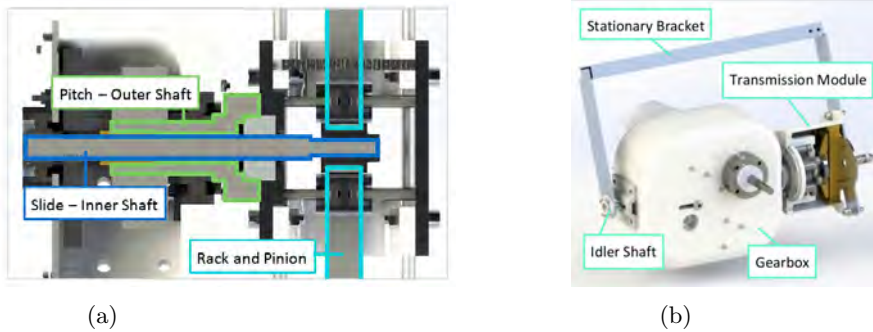 Pitch – Outer Shaft
Slide – Inner Shaft
Rack and Pinion
(a)
Stationary Bracket
Transmission Module
Idler Shaft
Gearbox
(b)